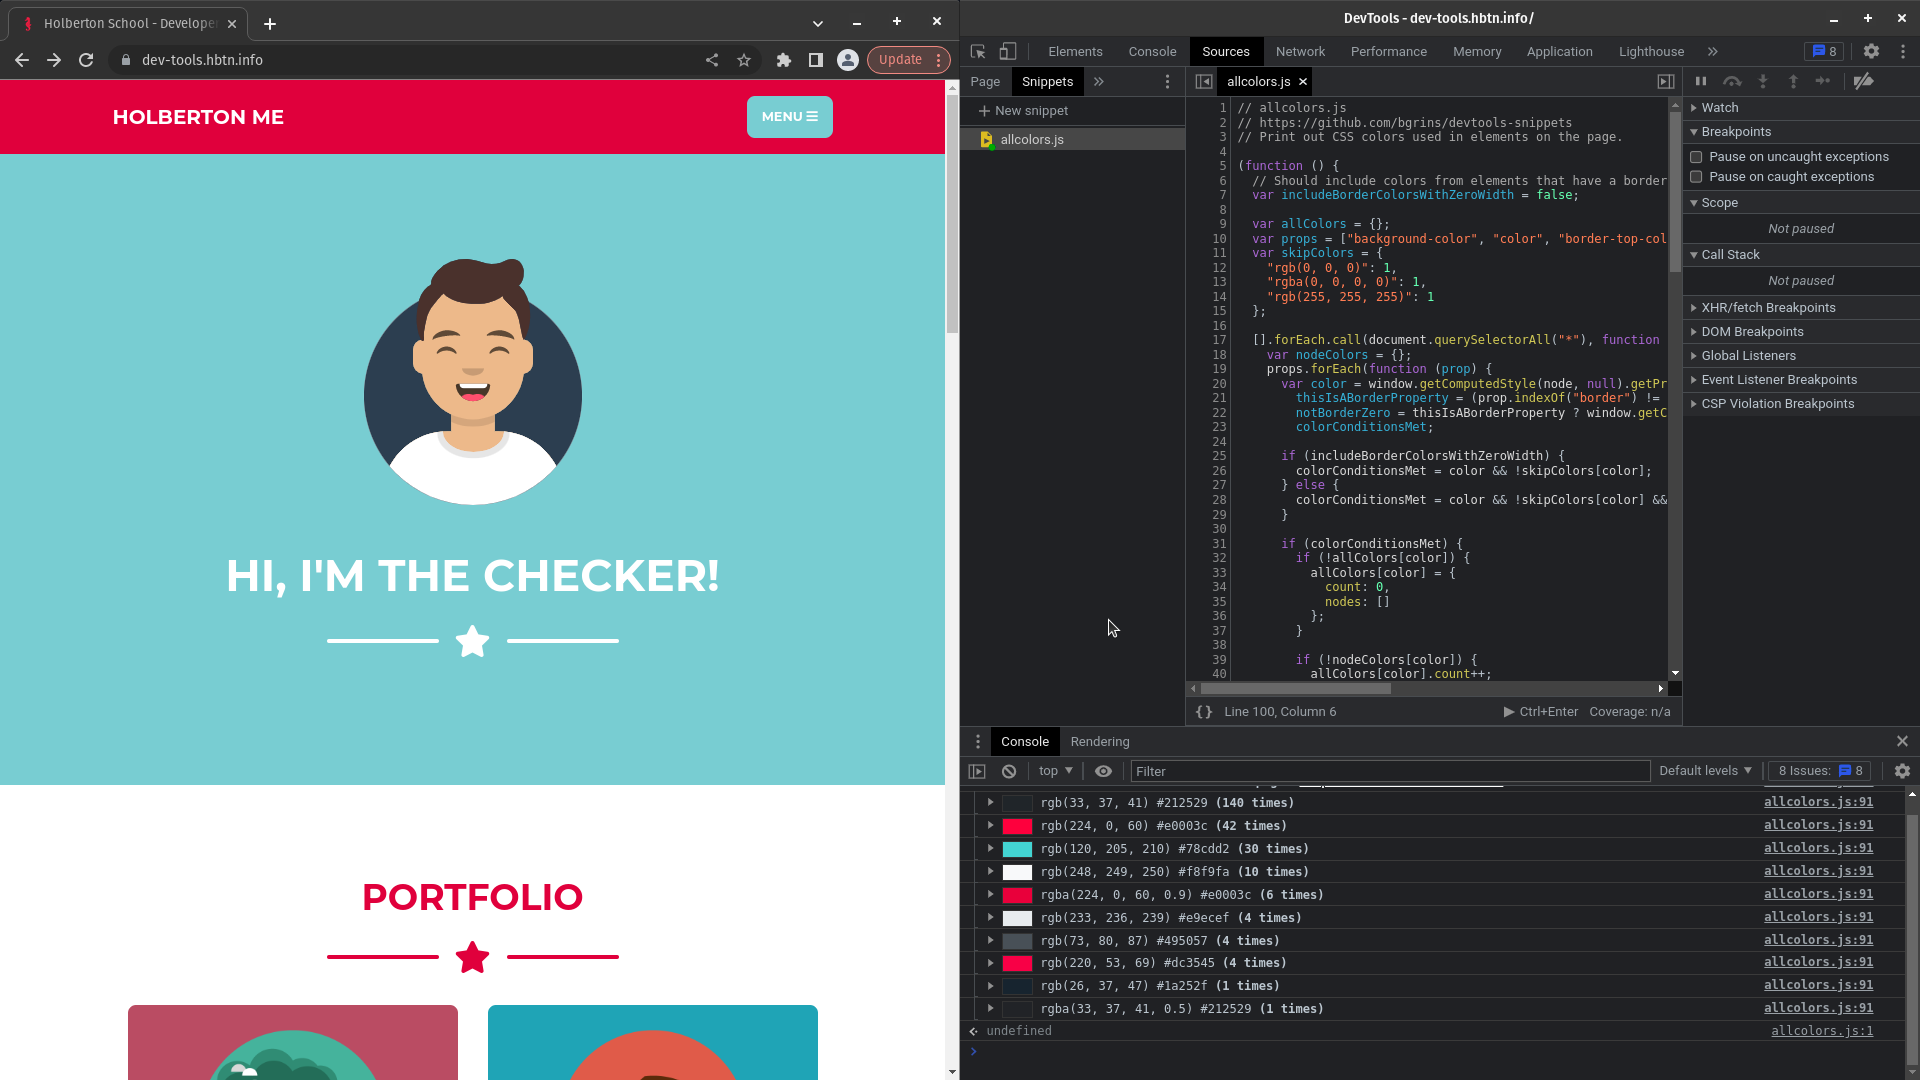 Holberton School - Develope
dev-tools.hbtn.info
Update
HOLBERTON ME
MENU
HI, I'M THE CHECKER!
PORTFOLIO
DevTools - dev-tools.hbtn.info/
Elements Console Sources Network Performance Memory Application Lighthouse » 8
Page Snippets »
+ New snippet
allcolors.js
allcolors.js ×
1 // allcolors.js
2 // https://github.com/bgrins/devtools-snippets
3 // Print out CSS colors used in elements on the page.
4
5 (function () {
6 // Should include colors from elements that have a border
7 var includeBorderColorsWithZeroWidth = false;
8
9 var allColors = {};
10 var props = ["background-color", "color", "border-top-col
11 var skipColors = {
12 "rgb(0, 0, 0)": 1,
13 "rgba(0, 0, 0, 0)": 1,
14 "rgb(255, 255, 255)": 1
15 };
16
17 [].forEach.call(document.querySelectorAll("*"), function
18 var nodeColors = {};
19 props.forEach(function (prop) {
20 var color = window.getComputedStyle(node, null).getPr
21 thisIsABorderProperty = (prop.indexOf("border") !=
22 notBorderZero = thisIsABorderProperty ? window.getC
23 colorConditionsMet;
24
25 if (includeBorderColorsWithZeroWidth) {
26 colorConditionsMet = color && !skipColors[color];
27 } else {
28 colorConditionsMet = color && !skipColors[color] &&
29 }
30
31 if (colorConditionsMet) {
32 if (!allColors[color]) {
33 allColors[color] = {
34 count: 0,
35 nodes: []
36 };
37 }
38
39 if (!nodeColors[color]) {
40 allColors[color].count++;
{} Line 100, Column 6
Ctrl+Enter Coverage: n/a
Watch
Breakpoints
Pause on uncaught exceptions
Pause on caught exceptions
Scope
Not paused
Call Stack
Not paused
XHR/fetch Breakpoints
DOM Breakpoints
Global Listeners
Event Listener Breakpoints
CSP Violation Breakpoints
Console Rendering
top Filter Default levels 8 Issues: 8
rgb(33, 37, 41) #212529 (140 times) allcolors.js:91
rgb(224, 0, 60) #e0003c (42 times) allcolors.js:91
rgb(120, 205, 210) #78cdd2 (30 times) allcolors.js:91
rgb(248, 249, 250) #f8f9fa (10 times) allcolors.js:91
rgba(224, 0, 60, 0.9) #e0003c (6 times) allcolors.js:91
rgb(233, 236, 239) #e9ecef (4 times) allcolors.js:91
rgb(73, 80, 87) #495057 (4 times) allcolors.js:91
rgb(220, 53, 69) #dc3545 (4 times) allcolors.js:91
rgb(26, 37, 47) #1a252f (1 times) allcolors.js:91
rgba(33, 37, 41, 0.5) #212529 (1 times) allcolors.js:91
undefined allcolors.js:1